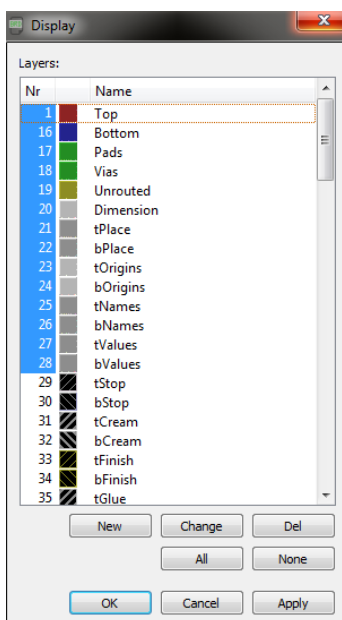 Display
Layers:
Nr Name
1 Top
16 Bottom
17 Pads
18 Vias
19 Unrouted
20 Dimension
21 tPlace
22 bPlace
23 tOrigins
24 bOrigins
25 tNames
26 bNames
27 tValues
28 bValues
29 tStop
30 bStop
31 tCream
32 bCream
33 tFinish
34 bFinish
35 tGlue
New Change Del
All None
OK Cancel Apply